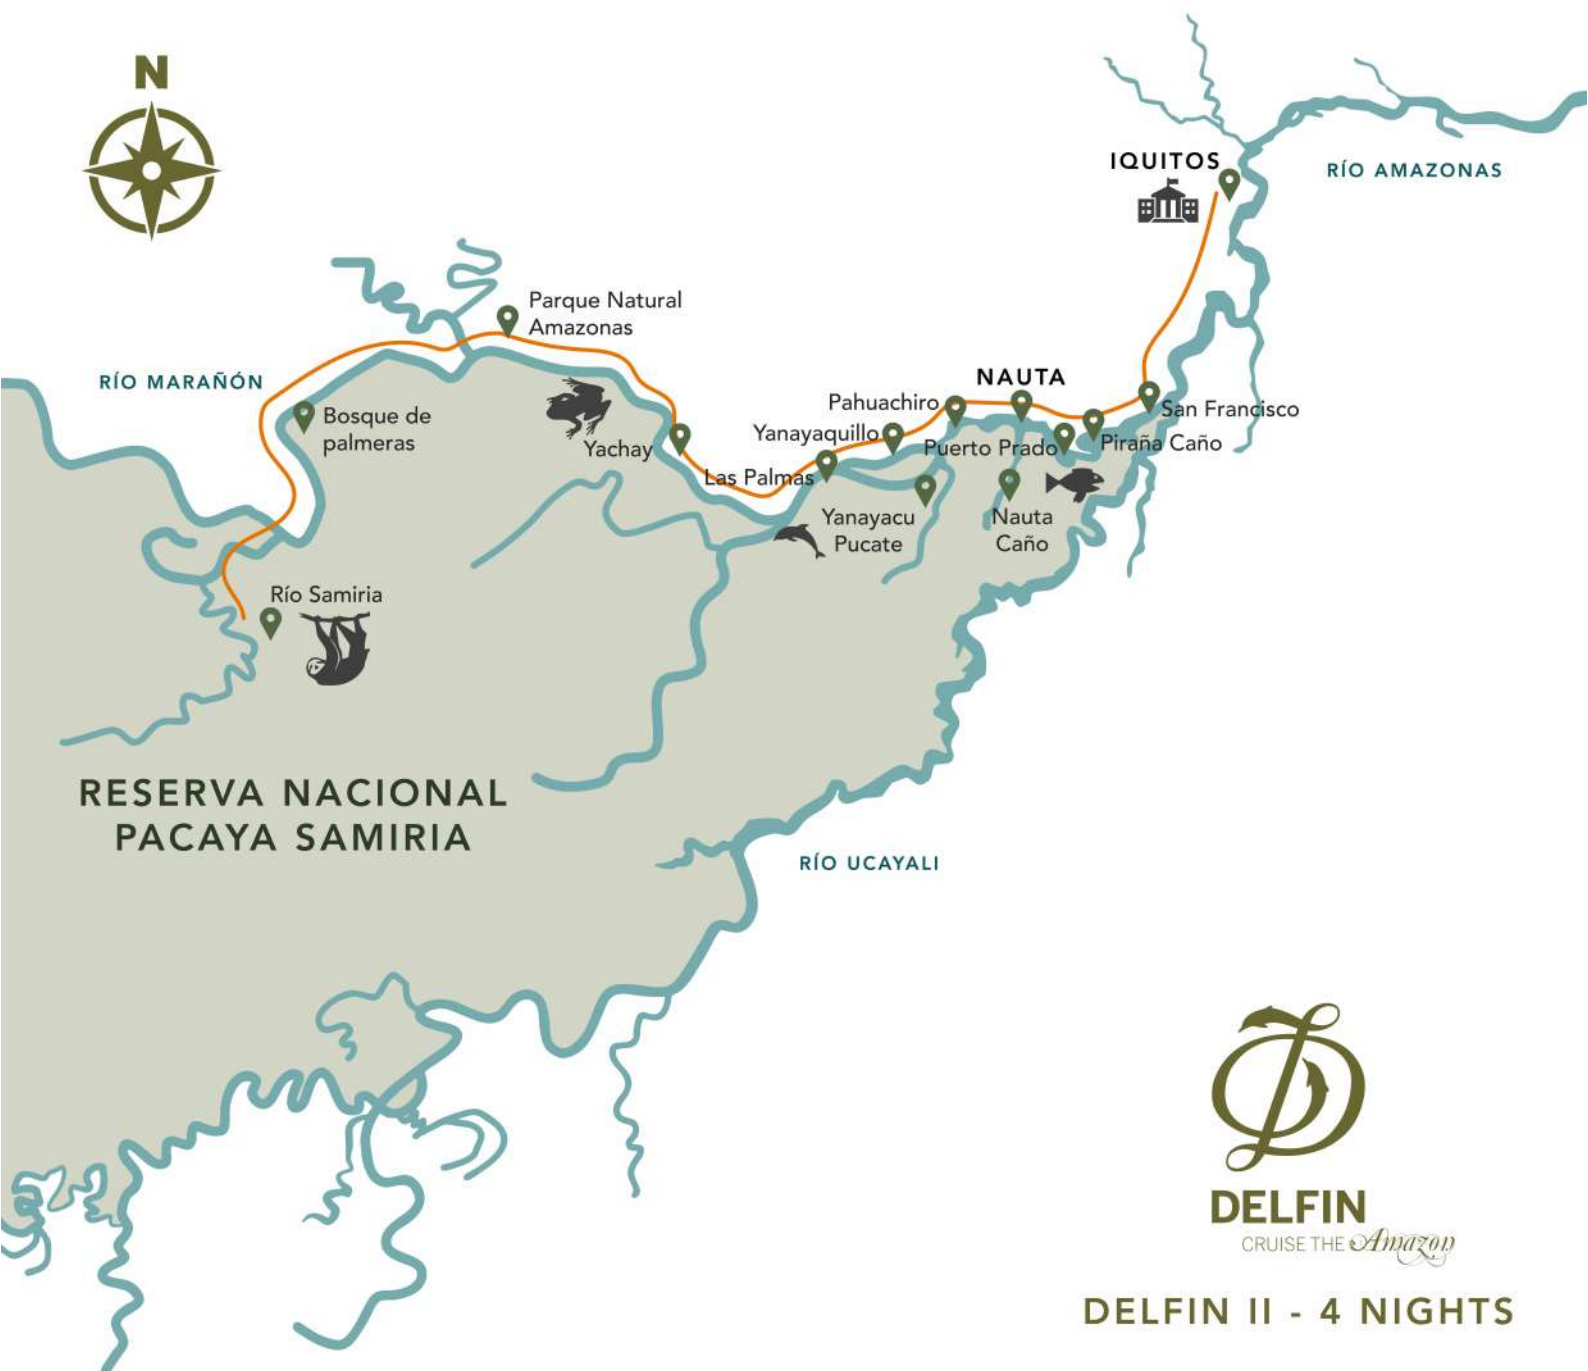 N
IQUITOS
RÍO AMAZONAS
Parque Natural
Amazonas
RÍO MARAÑÓN
NAUTA
Bosque de
palmeras
Pahuachiro
San Francisco
Yachay
Yanayaquillo
Puerto Prado
Piraña Caño
Las Palmas
Yanayacu
Pucate
Nauta
Caño
Río Samiria
RESERVA NACIONAL
PACAYA SAMIRIA
RÍO UCAYALI
DELFIN
CRUISE THE Amazon
DELFIN II - 4 NIGHTS